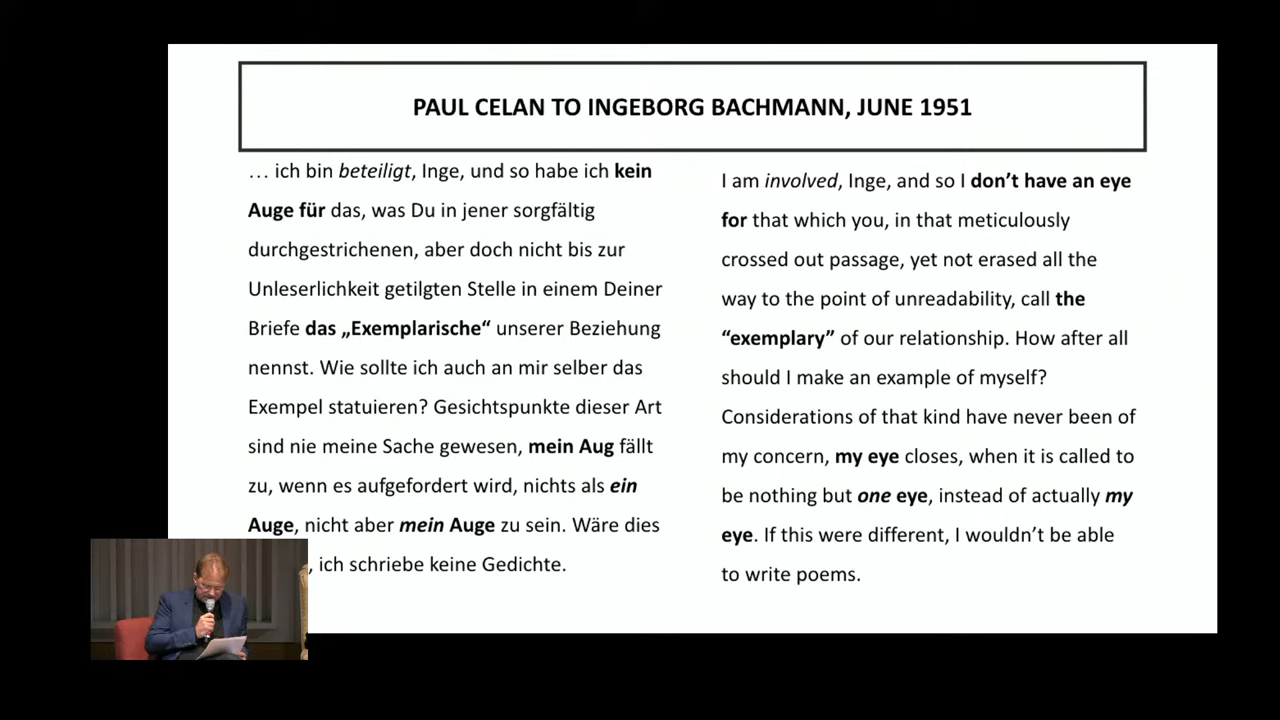 PAUL CELAN TO INGEBORG BACHMANN, JUNE 1951
… ich bin beteiligt, Inge, und so habe ich kein
Auge für das, was Du in jener sorgfältig
durchgestrichenen, aber doch nicht bis zur
Unleserlichkeit getilgten Stelle in einem Deiner
Briefe das „Exemplarische“ unserer Beziehung
nennst. Wie sollte ich auch an mir selber das
Exempel statuieren? Gesichtspunkte dieser Art
sind nie meine Sache gewesen, mein Aug fällt
zu, wenn es aufgefordert wird, nichts als ein
Auge, nicht aber mein Auge zu sein. Wäre dies
, ich schriebe keine Gedichte.
I am involved, Inge, and so I don’t have an eye
for that which you, in that meticulously
crossed out passage, yet not erased all the
way to the point of unreadability, call the
“exemplary” of our relationship. How after all
should I make an example of myself?
Considerations of that kind have never been of
my concern, my eye closes, when it is called to
be nothing but one eye, instead of actually my
eye. If this were different, I wouldn’t be able
to write poems.